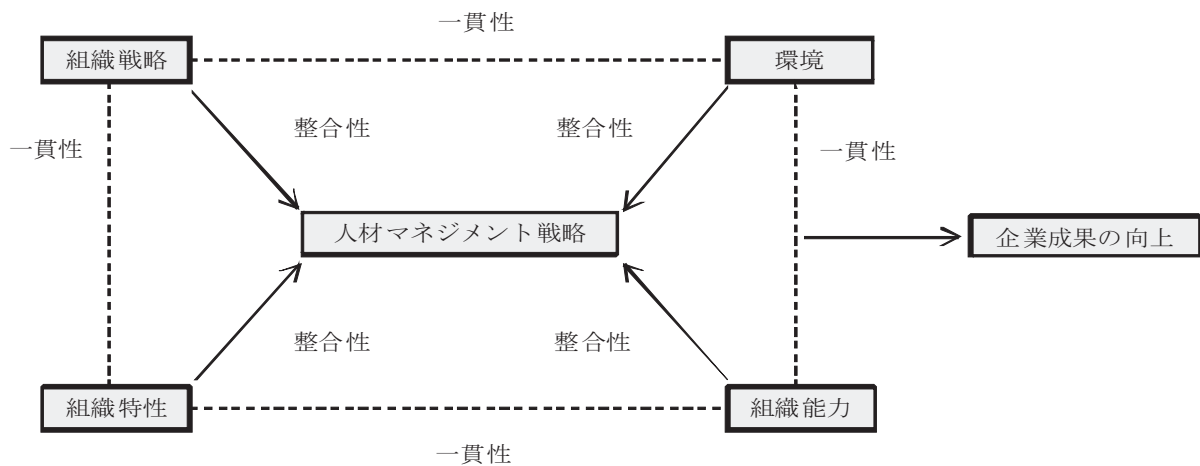 一貫性
組織戦略
環境
整合性
整合性
一貫性
一貫性
人材マネジメント戦略
企業成果の向上
整合性
整合性
組織特性
組織能力
一貫性